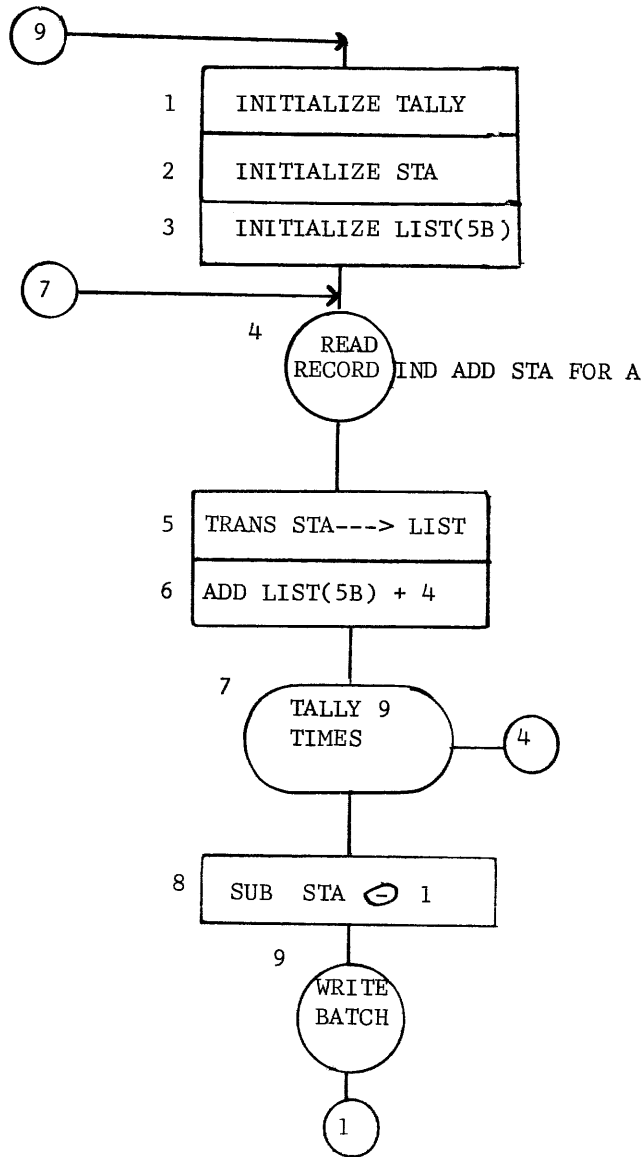 9
1 INITIALIZE TALLY
2 INITIALIZE STA
3 INITIALIZE LIST(5B)
7
4 READ
RECORD IND ADD STA FOR A
5 TRANS STA---> LIST
6 ADD LIST(5B) + 4
7 TALLY 9
TIMES
4
8 SUB STA - 1
9
WRITE
BATCH
1